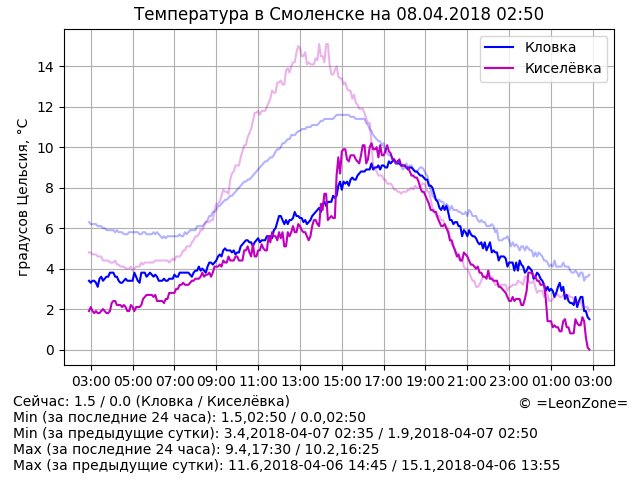 Температура в Смоленске на 08.04.2018 02:50
Кловка
Киселёвка
градусов Цельсия, °C
14
12
10
8
6
4
2
0
03:00 05:00 07:00 09:00 11:00 13:00 15:00 17:00 19:00 21:00 23:00 01:00 03:00
Сейчас: 1.5 / 0.0 (Кловка / Киселёвка)
© =LeonZone=
Min (за последние 24 часа): 1.5,02:50 / 0.0,02:50
Min (за предыдущие сутки): 3.4,2018-04-07 02:35 / 1.9,2018-04-07 02:50
Max (за последние 24 часа): 9.4,17:30 / 10.2,16:25
Max (за предыдущие сутки): 11.6,2018-04-06 14:45 / 15.1,2018-04-06 13:55